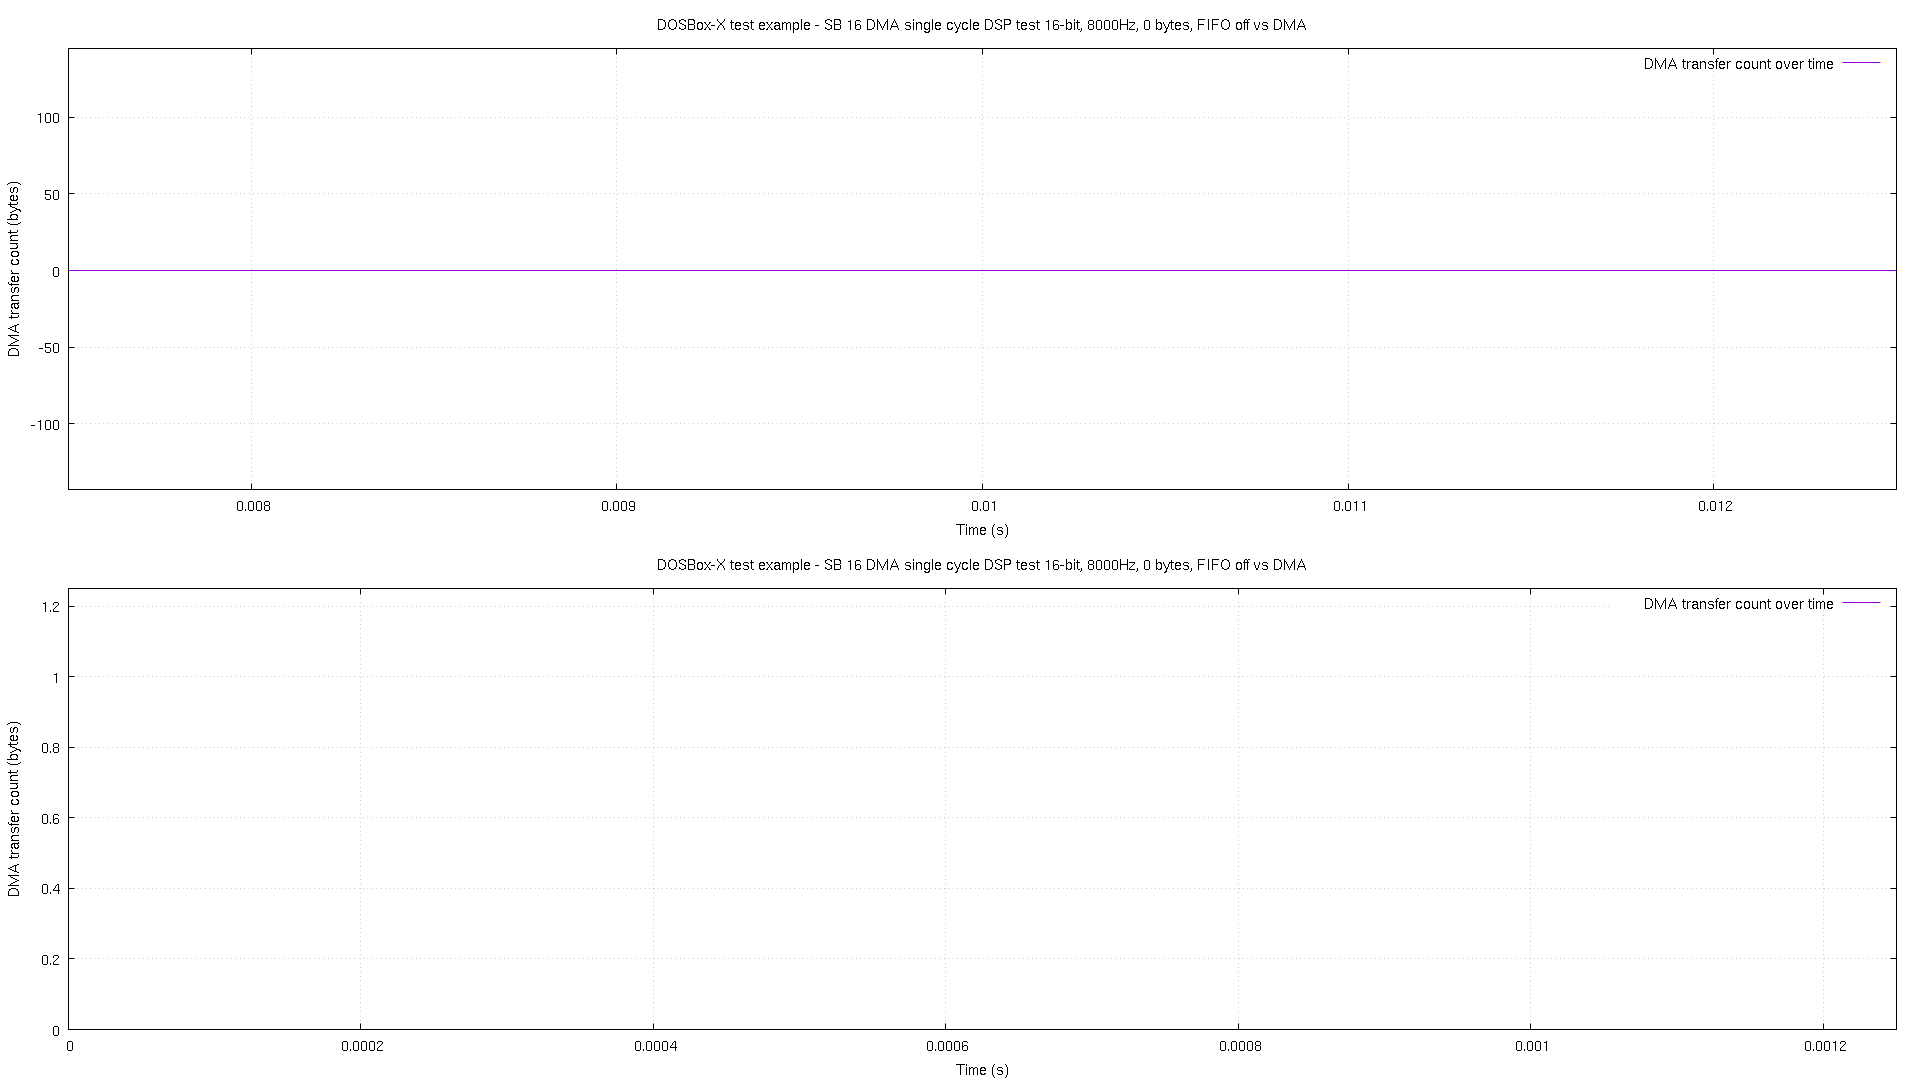 DOSBox-X test example - SB 16 DMA single cycle DSP test 16-bit, 8000Hz, 0 bytes, FIFO off vs DMA
DMA transfer count over time
DMA transfer count (bytes)
100
50
0
-50
-100
0.008 0.009 0.01 0.011 0.012
Time (s)
DOSBox-X test example - SB 16 DMA single cycle DSP test 16-bit, 8000Hz, 0 bytes, FIFO off vs DMA
DMA transfer count over time
DMA transfer count (bytes)
1.2
1
0.8
0.6
0.4
0.2
0
0 0.0002 0.0004 0.0006 0.0008 0.001 0.0012
Time (s)